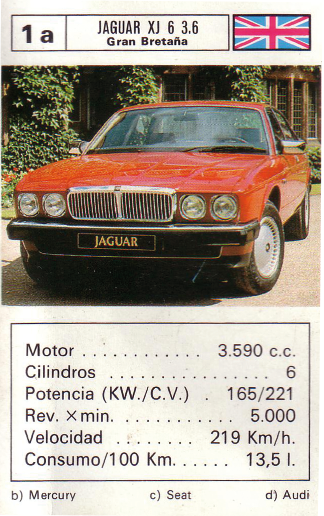 1a
JAGUAR XJ 6 3.6
Gran Bretaña
JAGUAR
Motor . . . . . . . . . . . 3.590 c.c.
Cilindros . . . . . . . . . . . . . . 6
Potencia (KW./C.V.) . 165/221
Rev. × min. . . . . . . . . . . 5.000
Velocidad . . . . . . . 219 Km/h.
Consumo/100 Km. . . . . . 13,5 l.
b) Mercury c) Seat d) Audi